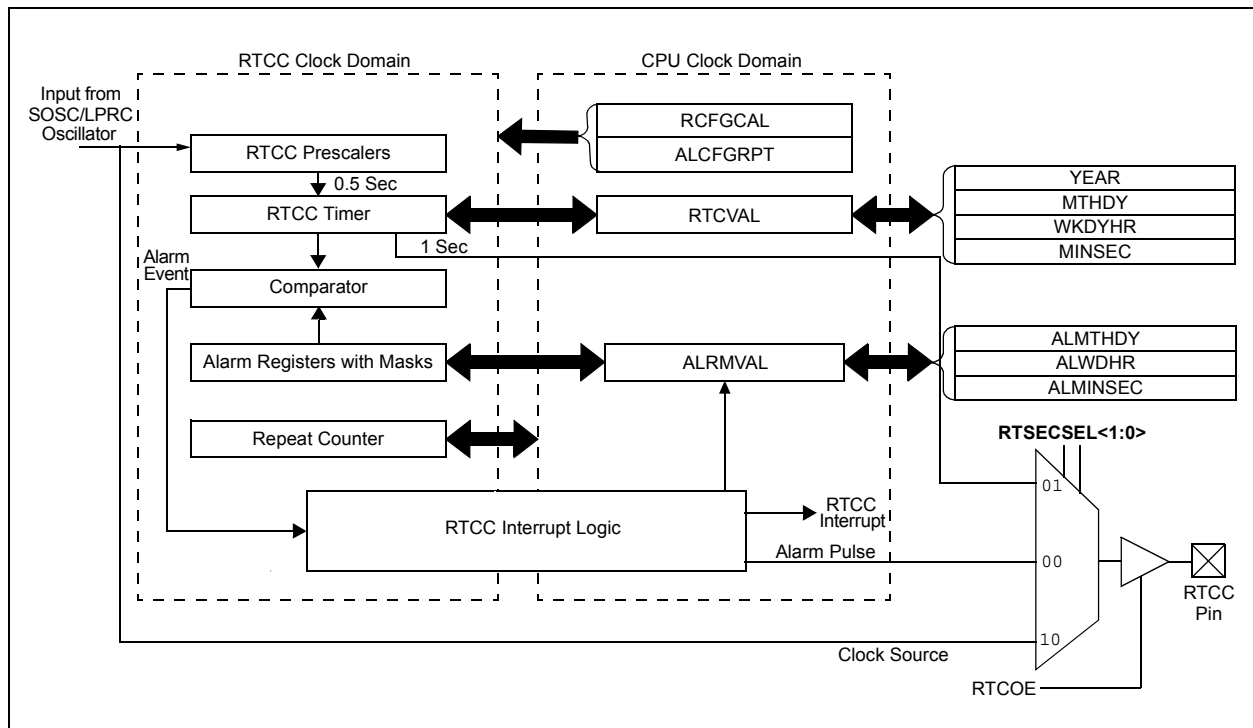 RTCC Clock Domain
CPU Clock Domain
Input from
SOSC/LPRC
Oscillator
RCFGCAL
ALCFGRPT
RTCC Prescalers
0.5 Sec
RTCC Timer
RTCVAL
YEAR
MTHDY
WKDYHR
MINSEC
1 Sec
Alarm
Event
Comparator
Alarm Registers with Masks
ALRMVAL
ALMTHDY
ALWDHR
ALMINSEC
Repeat Counter
RTSECSEL<1:0>
01
RTCC Interrupt Logic
RTCC
Interrupt
Alarm Pulse
00
RTCC
Pin
10
Clock Source
RTCOE